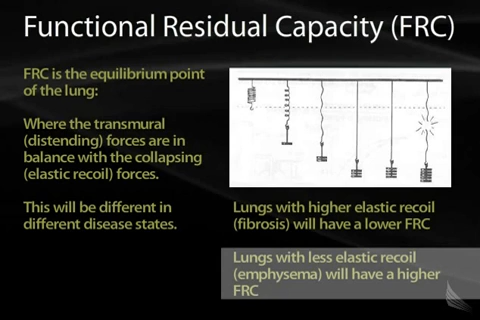 Functional Residual Capacity (FRC)
FRC is the equilibrium point
of the lung:
Where the transmural
(distending) forces are in
balance with the collapsing
(elastic recoil) forces.
This will be different in
different disease states.
Lungs with higher elastic recoil
(fibrosis) will have a lower FRC
Lungs with less elastic recoil
(emphysema) will have a higher
FRC